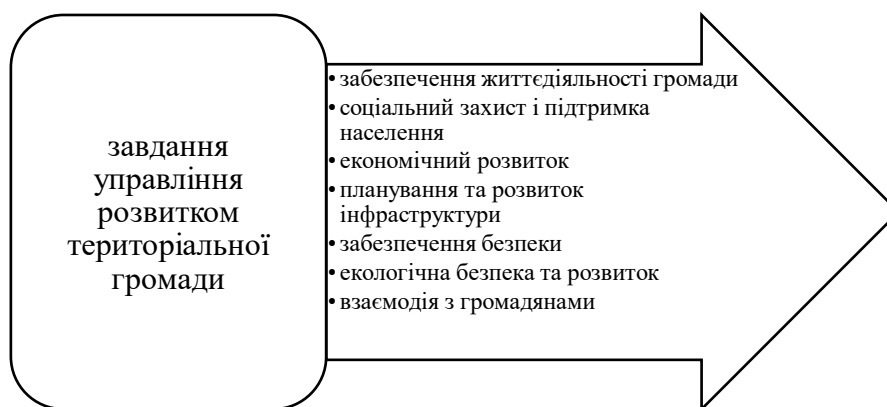 завдання
управління
розвитком
територіальної
громади
• забезпечення життєдіяльності громади
• соціальний захист і підтримка
населення
• економічний розвиток
• планування та розвиток
інфраструктури
• забезпечення безпеки
• екологічна безпека та розвиток
• взаємодія з громадянами